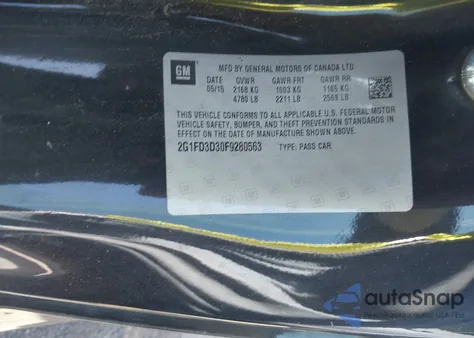 GM
MFD BY GENERAL MOTORS OF CANADA LTD
05/15 GVWR GAWR FRT GAWR RR
2168 KG 1003 KG 1165 KG
4780 LB 2211 LB 2569 LB
THIS VEHICLE CONFORMS TO ALL APPLICABLE U.S. FEDERAL MOTOR
VEHICLE SAFETY, BUMPER, AND THEFT PREVENTION STANDARDS IN
EFFECT ON THE DATE OF MANUFACTURE SHOWN ABOVE.
2G1FD3D30F9280563 TYPE: PASS CAR
autoSnap